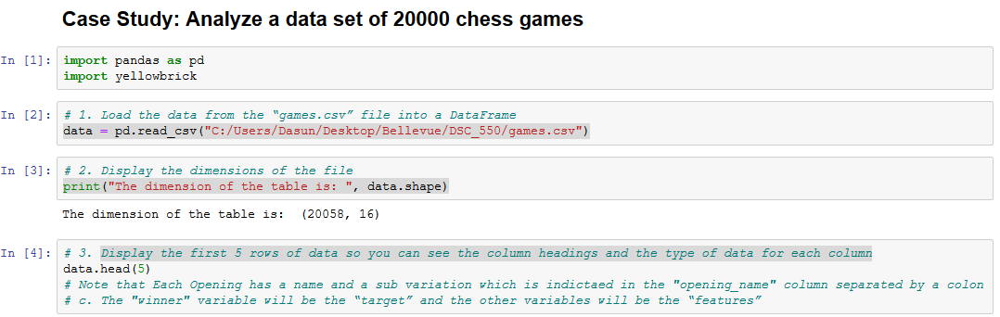 Case Study: Analyze a data set of 20000 chess games
In [1]: import pandas as pd
import yellowbrick
In [2]: # 1. Load the data from the “games.csv” file into a DataFrame
data = pd.read_csv("C:/Users/Dasun/Desktop/Bellevue/DSC_550/games.csv")
In [3]: # 2. Display the dimensions of the file
print("The dimension of the table is: ", data.shape)
The dimension of the table is:  (20058, 16)
In [4]: # 3. Display the first 5 rows of data so you can see the column headings and the type of data for each column
data.head(5)
# Note that Each Opening has a name and a sub variation which is indictaed in the "opening_name" column separated by a colon
# c. The "winner" variable will be the “target” and the other variables will be the “features”